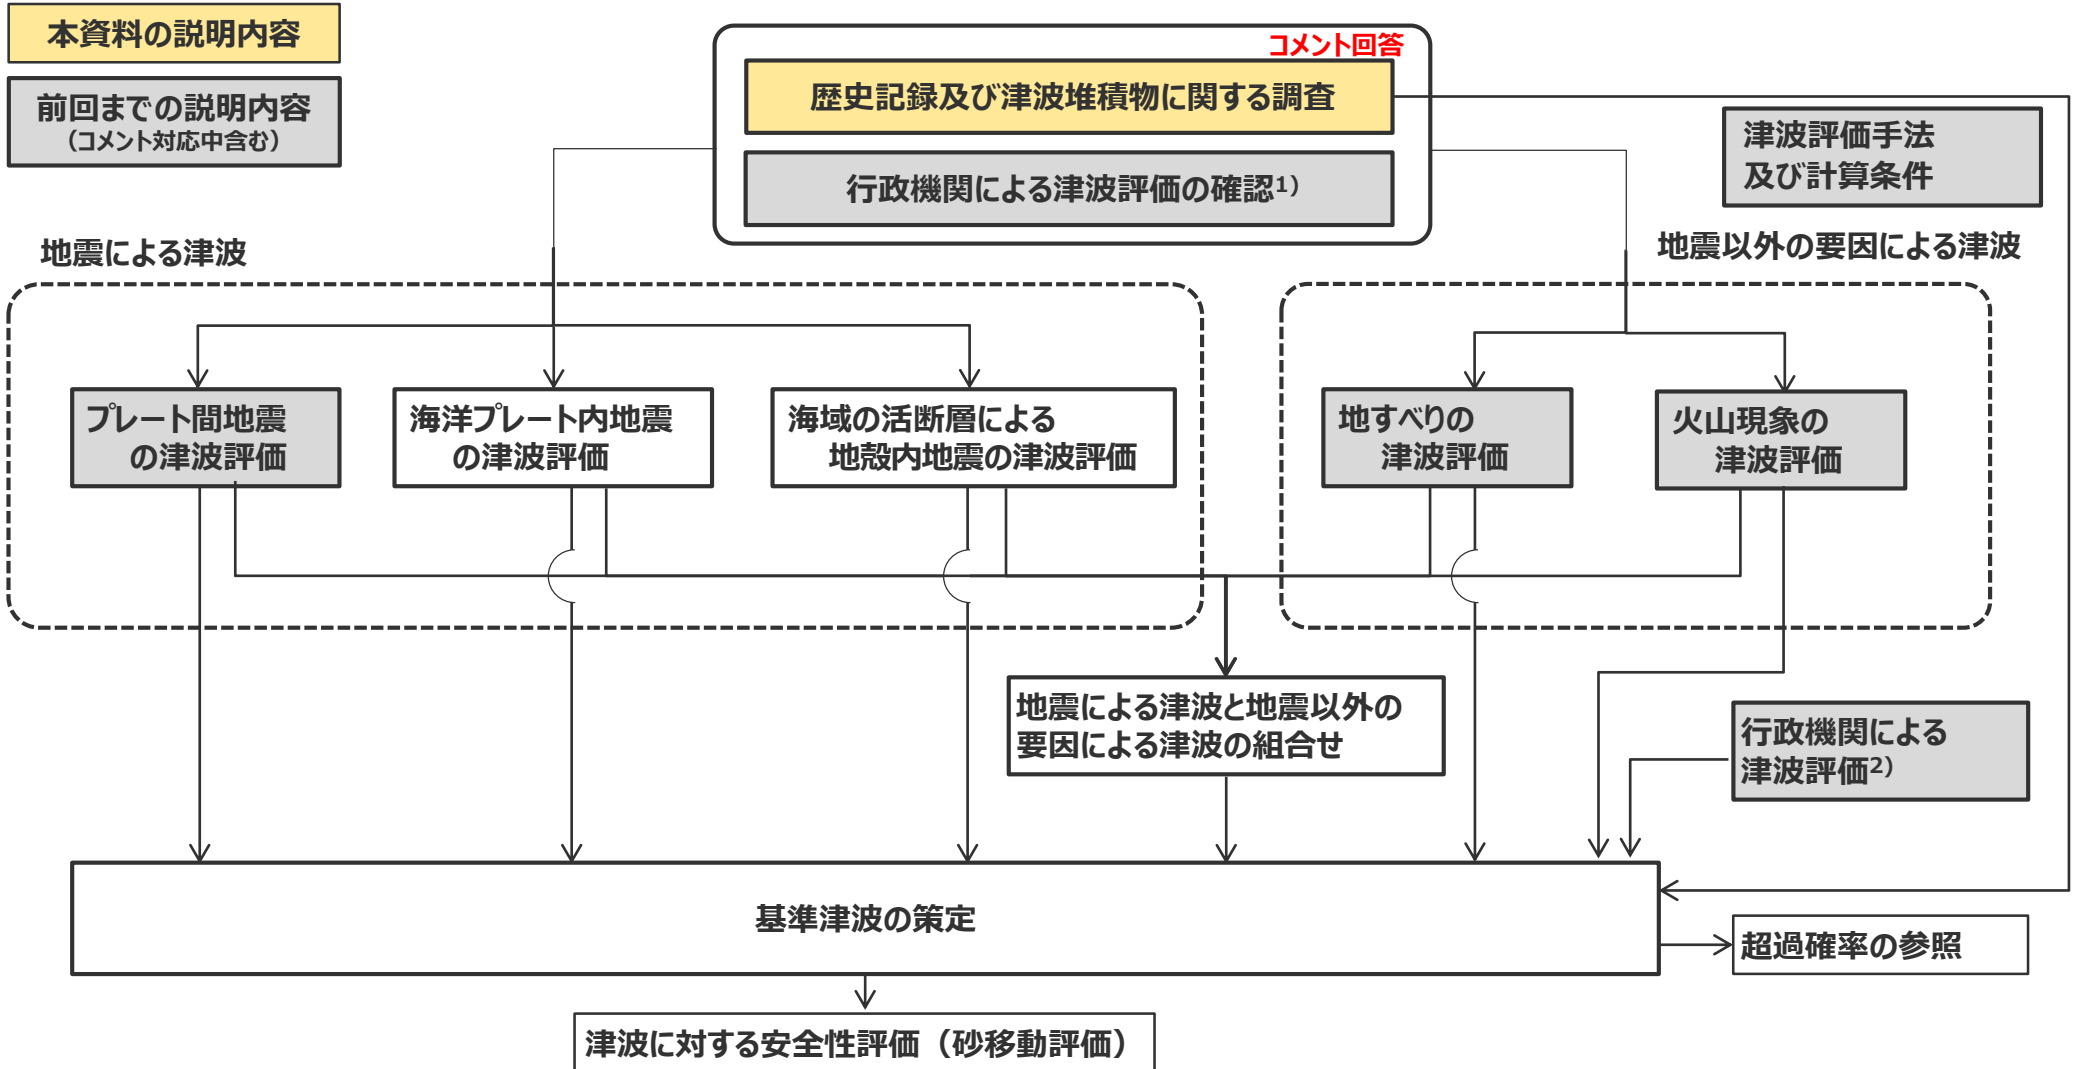 本資料の説明内容
前回までの説明内容
（コメント対応中含む）
コメント回答
歴史記録及び津波堆積物に関する調査
行政機関による津波評価の確認1）
津波評価手法
及び計算条件
地震による津波
地震以外の要因による津波
プレート間地震
の津波評価
海洋プレート内地震
の津波評価
海域の活断層による
地殻内地震の津波評価
地すべりの
津波評価
火山現象の
津波評価
地震による津波と地震以外の
要因による津波の組合せ
行政機関による
津波評価2）
基準津波の策定
超過確率の参照
津波に対する安全性評価（砂移動評価）